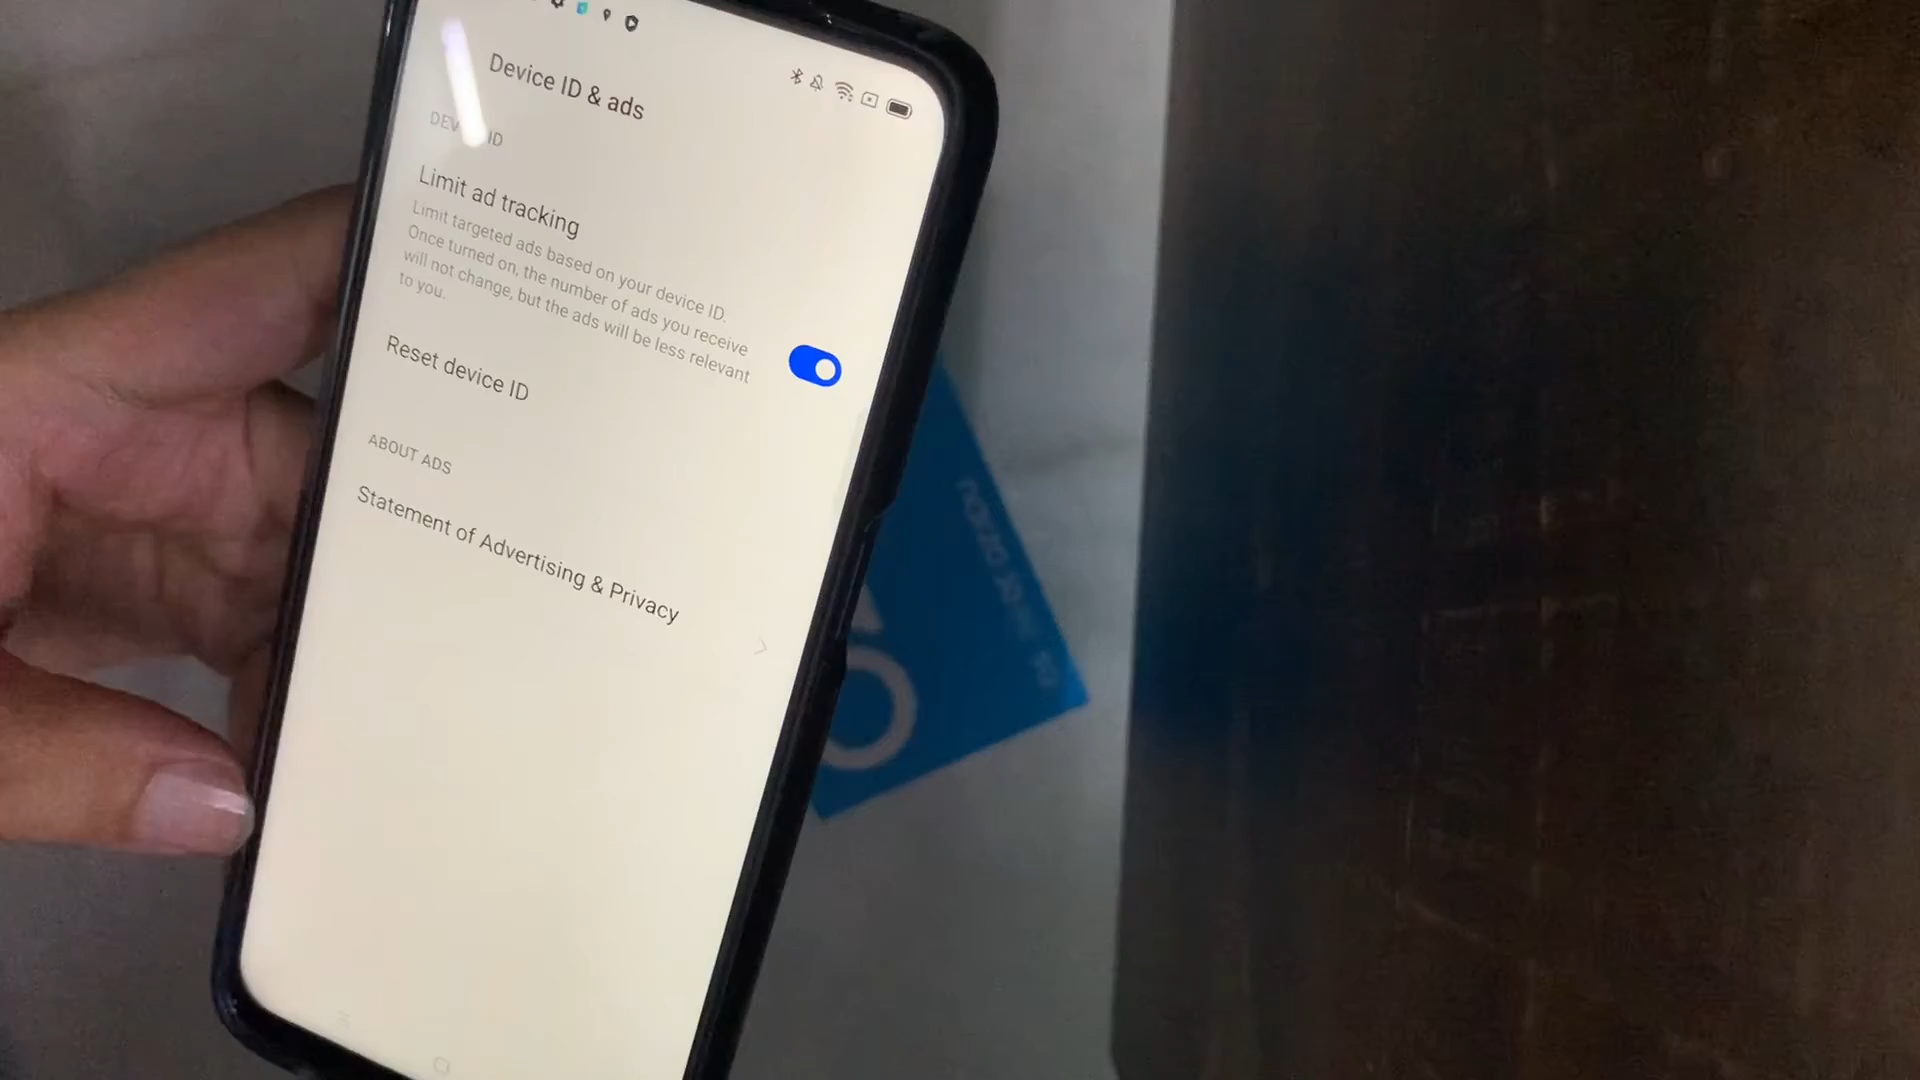 Device ID & ads
DEVICE ID
Limit ad tracking
Limit targeted ads based on your device ID.
Once turned on, the number of ads you receive
will not change, but the ads will be less relevant
to you.
Reset device ID
ABOUT ADS
Statement of Advertising & Privacy